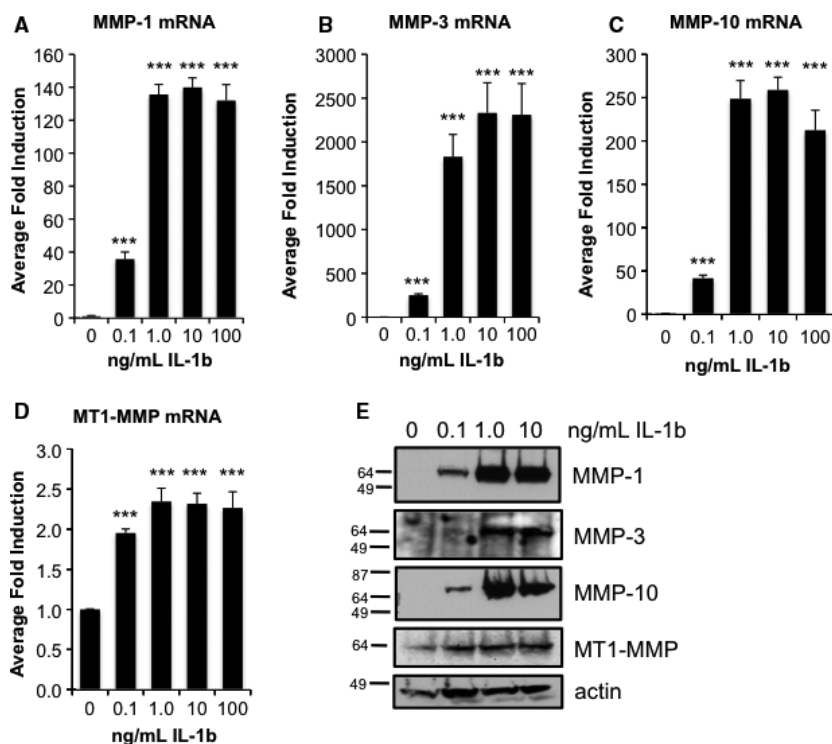 A
MMP-1 mRNA
Average Fold Induction
160
140
120
100
80
60
40
20
0
***
***
***
***
0 0.1 1.0 10 100
ng/mL IL-1b
B
MMP-3 mRNA
Average Fold Induction
3000
2500
2000
1500
1000
500
0
***
***
***
***
0 0.1 1.0 10 100
ng/mL IL-1b
C
MMP-10 mRNA
Average Fold Induction
300
250
200
150
100
50
0
***
***
***
***
0 0.1 1.0 10 100
ng/mL IL-1b
D
MT1-MMP mRNA
Average Fold Induction
3.0
2.5
2.0
1.5
1.0
0.5
0.0
***
***
***
***
0 0.1 1.0 10 100
ng/mL IL-1b
E
0 0.1 1.0 10 ng/mL IL-1b
64
49
MMP-1
64
49
MMP-3
87
64
49
MMP-10
64
MT1-MMP
49
actin